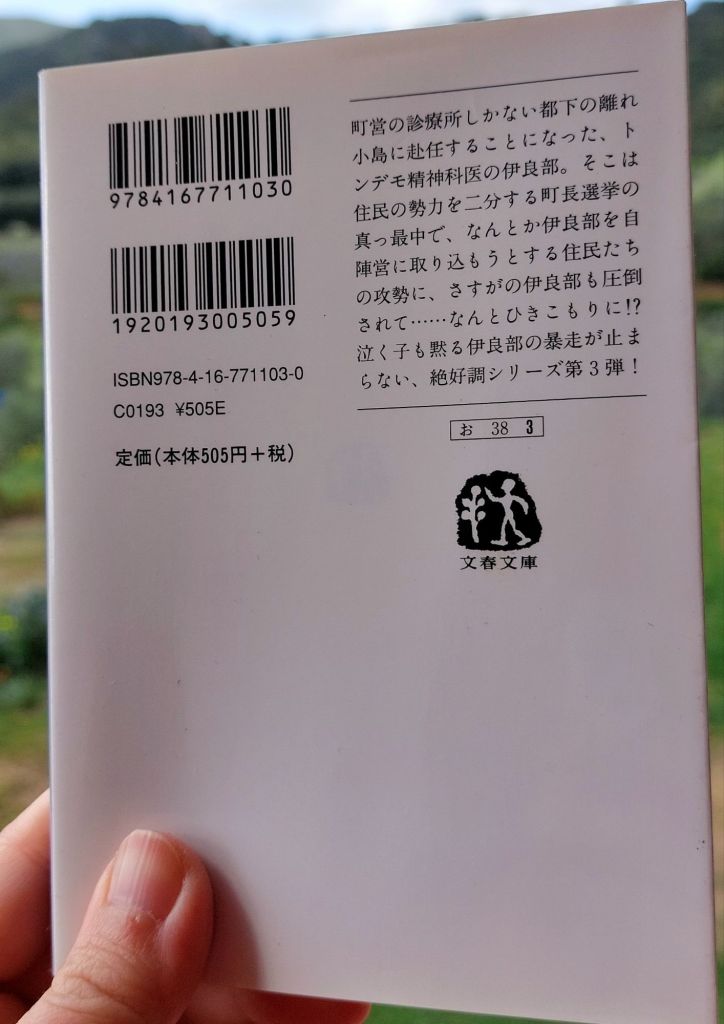 9784167711030
1920193005059
ISBN978-4-16-771103-0
C0193 ¥505E
定価(本体505円+税)
町営の診療所しかない都下の離れ
小島に赴任することになった、ト
ンデモ精神科医の伊良部。そこは
住民の勢力を二分する町長選挙の
真っ最中で、なんとか伊良部を自
陣営に取り込もうとする住民たち
の攻勢に、さすがの伊良部も圧倒
されて……なんとひきこもりに!?
泣く子も黙る伊良部の暴走が止ま
らない、絶好調シリーズ第3弾!
お 38 3
文春文庫